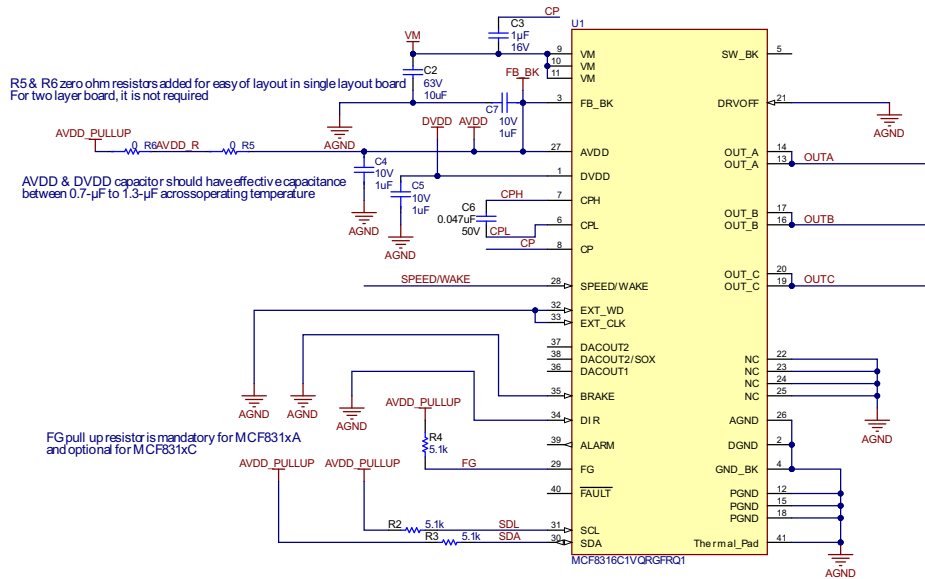 CP
U1
C3
1µF
16V
VM
9
VM
10
VM
11
VM
SW_BK
5
C2
63V
10uF
FB_BK
R5 & R6 zero ohm resistors added for easy of layout in single layout board
For two layer board, it is not required
C7
10V
1uF
3
FB_BK
DRVOFF
21
AGND
AGND
DVDD
AVDD
AVDD_PULLUP
0
R6
AVDD_R
0
R5
27
AVDD
OUT_A
14
OUT_A
13
OUTA
C4
10V
1uF
1
DVDD
AVDD & DVDD capacitor should have effective capacitance
between 0.7-µF to 1.3-µF acrossoperating temperature
C5
10V
1uF
CPH
7
CPH
C6
0.047uF
50V
CPL
6
CPL
OUT_B
17
OUT_B
16
OUTB
AGND
AGND
CP
8
CP
SPEED/WAKE
28
SPEED/WAKE
OUT_C
20
OUT_C
19
OUTC
32
EXT_WD
33
EXT_CLK
37
DACOUT2
38
DACOUT2/SOX
36
DACOUT1
NC
22
NC
23
NC
24
NC
25
AGND
AGND
AGND
AVDD_PULLUP
35
BRAKE
34
DIR
AGND
26
AGND
FG pull up resistor is mandatory for MCF831xA
and optional for MCF831xC
R4
5.1k
39
ALARM
DGND
2
AVDD_PULLUP
AVDD_PULLUP
FG
29
FG
GND_BK
4
40
FAULT
PGND
12
PGND
15
PGND
18
R2
5.1k
SDL
31
SCL
R3
5.1k
SDA
30
SDA
Thermal_Pad
41
MCF8316C1VQRGFRQ1
AGND